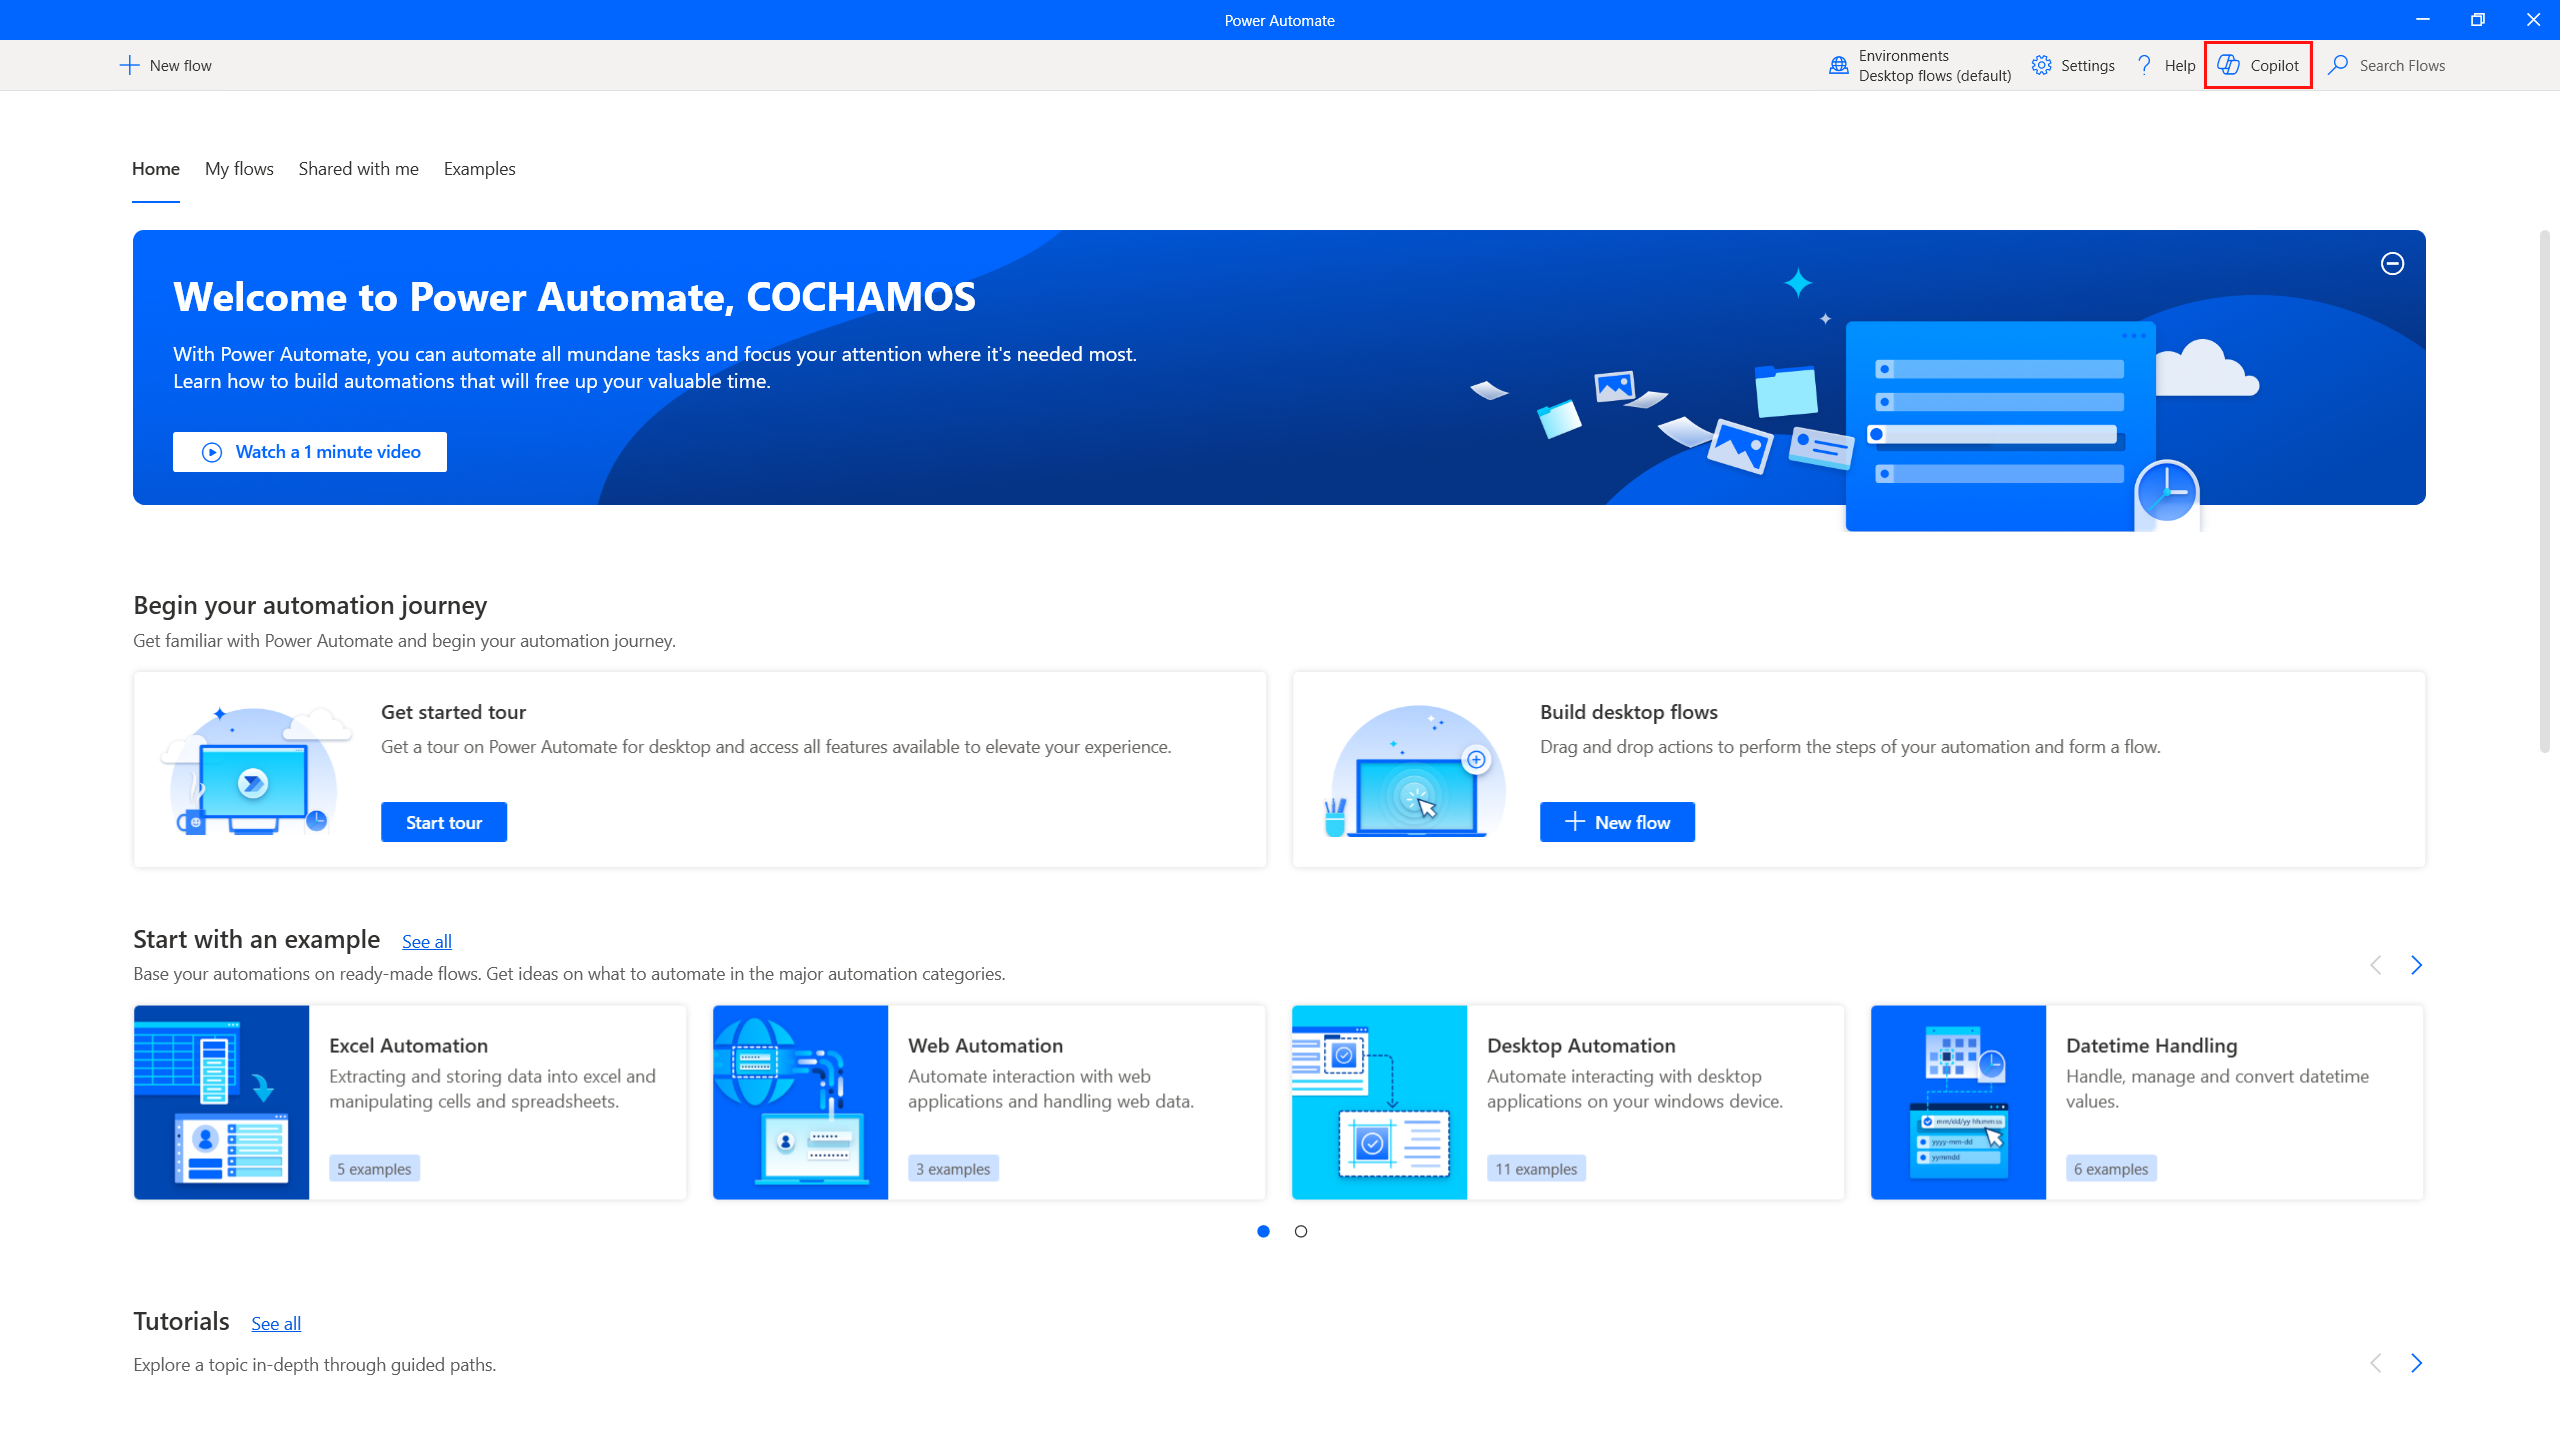 Power Automate
New flow
Environments
Desktop flows (default)
Settings
Help
Copilot
Search Flows
Home
My flows
Shared with me
Examples
Welcome to Power Automate, COCHAMOS
With Power Automate, you can automate all mundane tasks and focus your attention where it's needed most.
Learn how to build automations that will free up your valuable time.
Watch a 1 minute video
Begin your automation journey
Get familiar with Power Automate and begin your automation journey.
Get started tour
Get a tour on Power Automate for desktop and access all features available to elevate your experience.
Start tour
Build desktop flows
Drag and drop actions to perform the steps of your automation and form a flow.
New flow
Start with an example See all
Base your automations on ready-made flows. Get ideas on what to automate in the major automation categories.
Excel Automation
Extracting and storing data into excel and
manipulating cells and spreadsheets.
5 examples
Web Automation
Automate interaction with web
applications and handling web data.
3 examples
Desktop Automation
Automate interacting with desktop
applications on your windows device.
11 examples
mm/dd/yy hh:mm:ss
yyyy-mm-dd
yymmdd
Datetime Handling
Handle, manage and convert datetime
values.
6 examples
Tutorials See all
Explore a topic in-depth through guided paths.